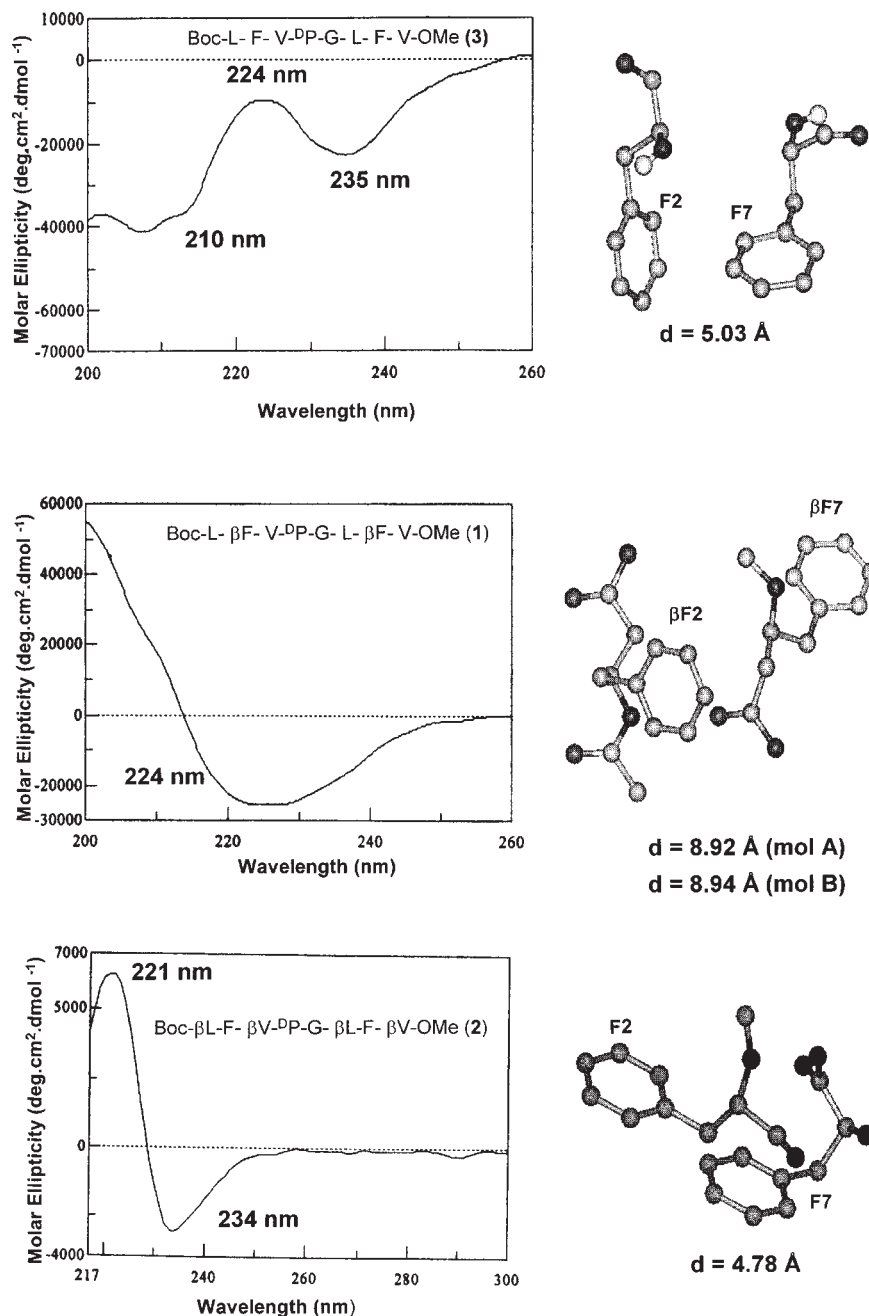 10000
0
-20000
-40000
-60000
-70000
Molar Ellipticity (deg.cm².dmol ⁻¹)
Boc-L- F- V-ᴰP-G- L- F- V-OMe (3)
224 nm
235 nm
210 nm
200
220
240
260
Wavelength (nm)
F2
F7
d = 5.03 Å
60000
40000
20000
0
-20000
-30000
Molar Ellipticity (deg.cm².dmol ⁻¹)
Boc-L- βF- V-ᴰP-G- L- βF- V-OMe (1)
224 nm
200
220
240
260
Wavelength (nm)
βF7
βF2
d = 8.92 Å (mol A)
d = 8.94 Å (mol B)
7000
5000
0
-4000
Molar Ellipticity (deg.cm².dmol ⁻¹)
221 nm
Boc-βL-F- βV-ᴰP-G- βL-F- βV-OMe (2)
234 nm
217
240
260
280
300
Wavelength (nm)
F2
F7
d = 4.78 Å